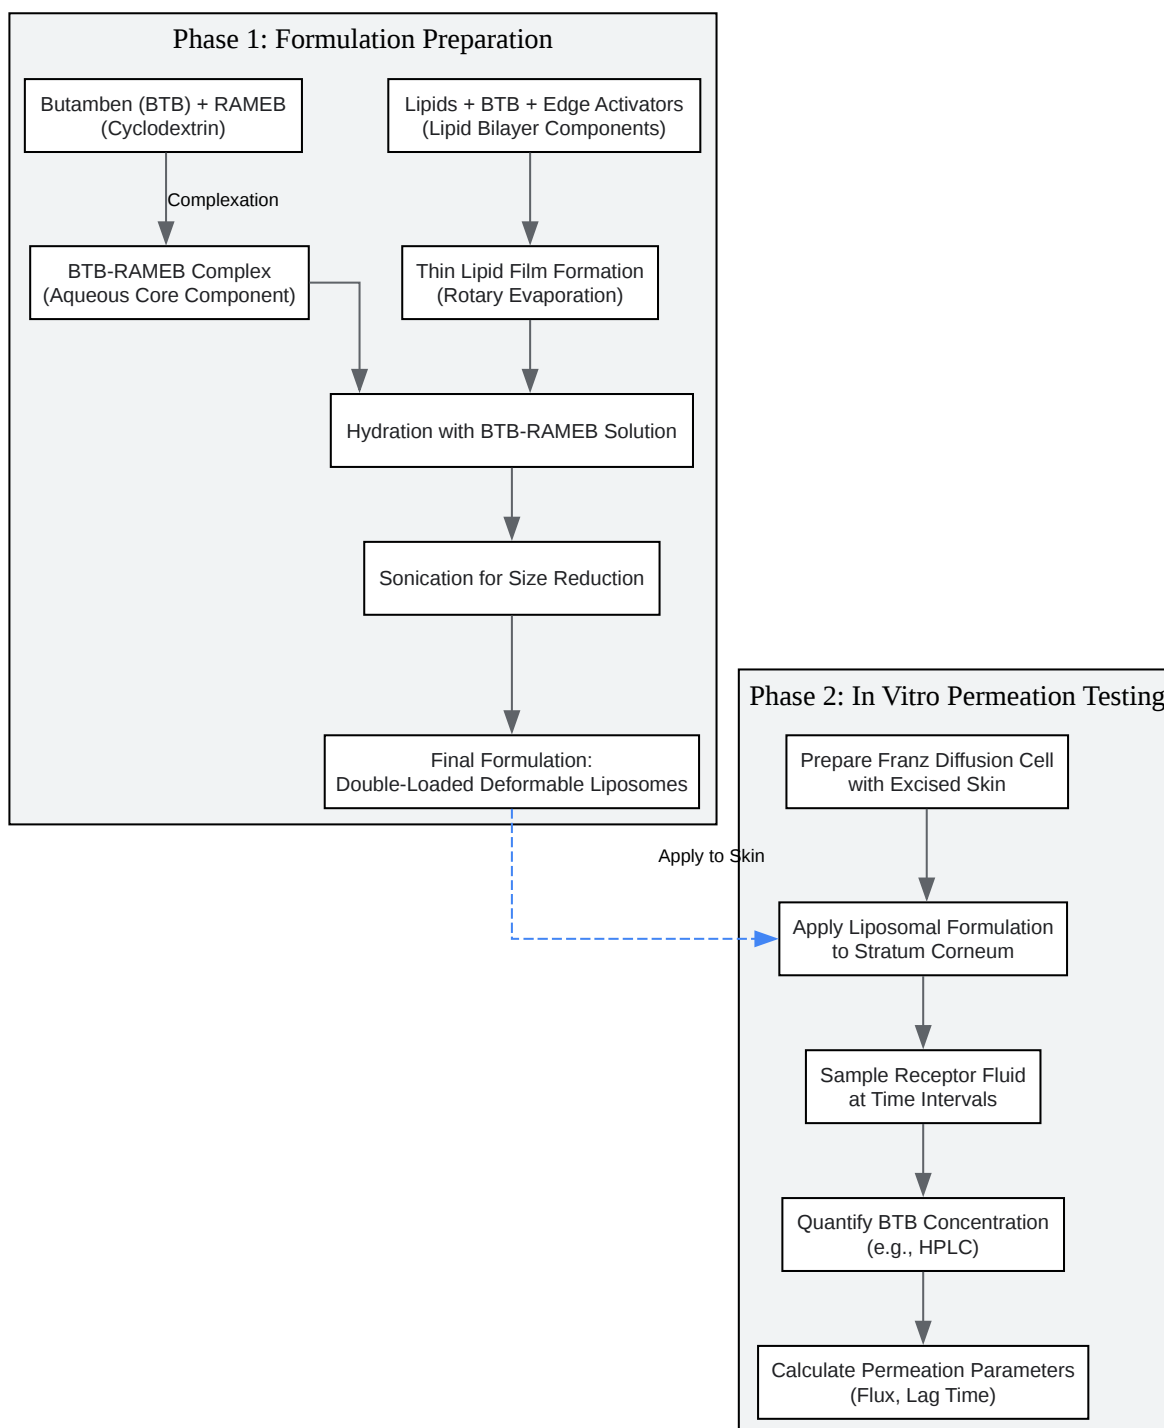 Phase 1: Formulation Preparation
Butamben (BTB) + RAMEB
(Cyclodextrin)
Lipids + BTB + Edge Activators
(Lipid Bilayer Components)
Complexation
BTB-RAMEB Complex
(Aqueous Core Component)
Thin Lipid Film Formation
(Rotary Evaporation)
Hydration with BTB-RAMEB Solution
Sonication for Size Reduction
Final Formulation:
Double-Loaded Deformable Liposomes
Apply to Skin
Phase 2: In Vitro Permeation Testing
Prepare Franz Diffusion Cell
with Excised Skin
Apply Liposomal Formulation
to Stratum Corneum
Sample Receptor Fluid
at Time Intervals
Quantify BTB Concentration
(e.g., HPLC)
Calculate Permeation Parameters
(Flux, Lag Time)